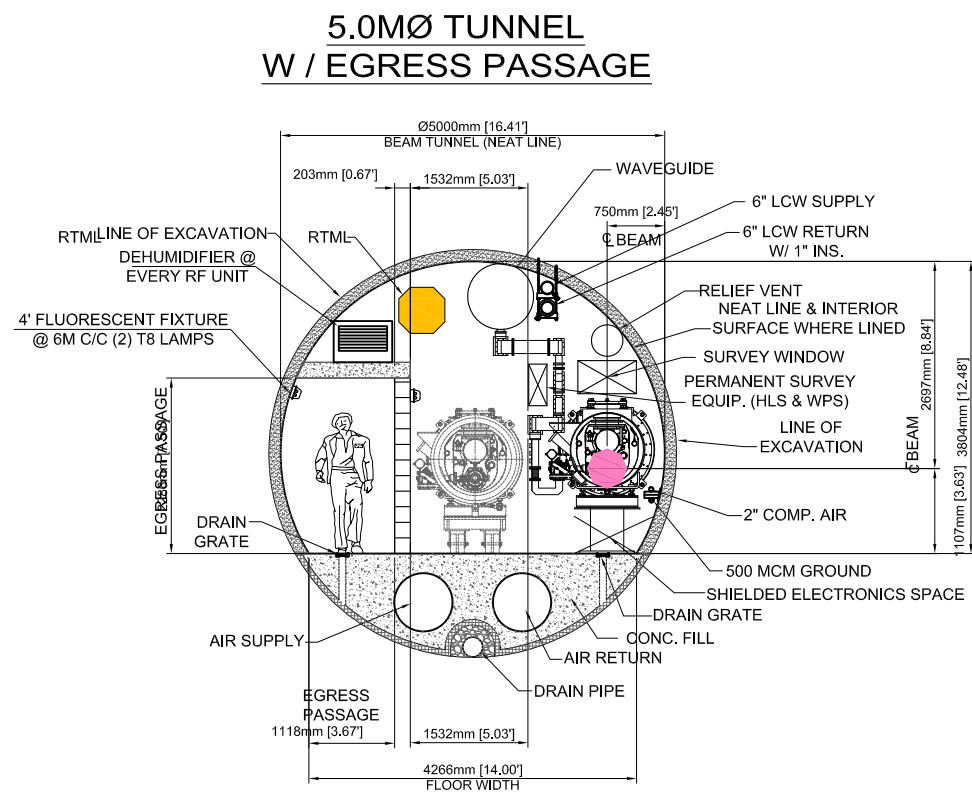 5.0MØ TUNNEL
W / EGRESS PASSAGE
Ø5000mm [16.41']
BEAM TUNNEL (NEAT LINE)
203mm [0.67']
1532mm [5.03']
WAVEGUIDE
750mm [2.45']
℄ BEAM
6" LCW SUPPLY
6" LCW RETURN
W/ 1" INS.
RTML
LINE OF EXCAVATION
RTML
DEHUMIDIFIER @
EVERY RF UNIT
4' FLUORESCENT FIXTURE
@ 6M C/C (2) T8 LAMPS
RELIEF VENT
NEAT LINE & INTERIOR
SURFACE WHERE LINED
SURVEY WINDOW
PERMANENT SURVEY
EQUIP. (HLS & WPS)
LINE OF
EXCAVATION
2697mm [8.84']
3804mm [12.48']
℄ BEAM
1107mm [3.63']
EGRESS PASSAGE
DRAIN
GRATE
2" COMP. AIR
500 MCM GROUND
SHIELDED ELECTRONICS SPACE
DRAIN GRATE
CONC. FILL
AIR SUPPLY
AIR RETURN
DRAIN PIPE
EGRESS
PASSAGE
1118mm [3.67']
1532mm [5.03']
4266mm [14.00']
FLOOR WIDTH